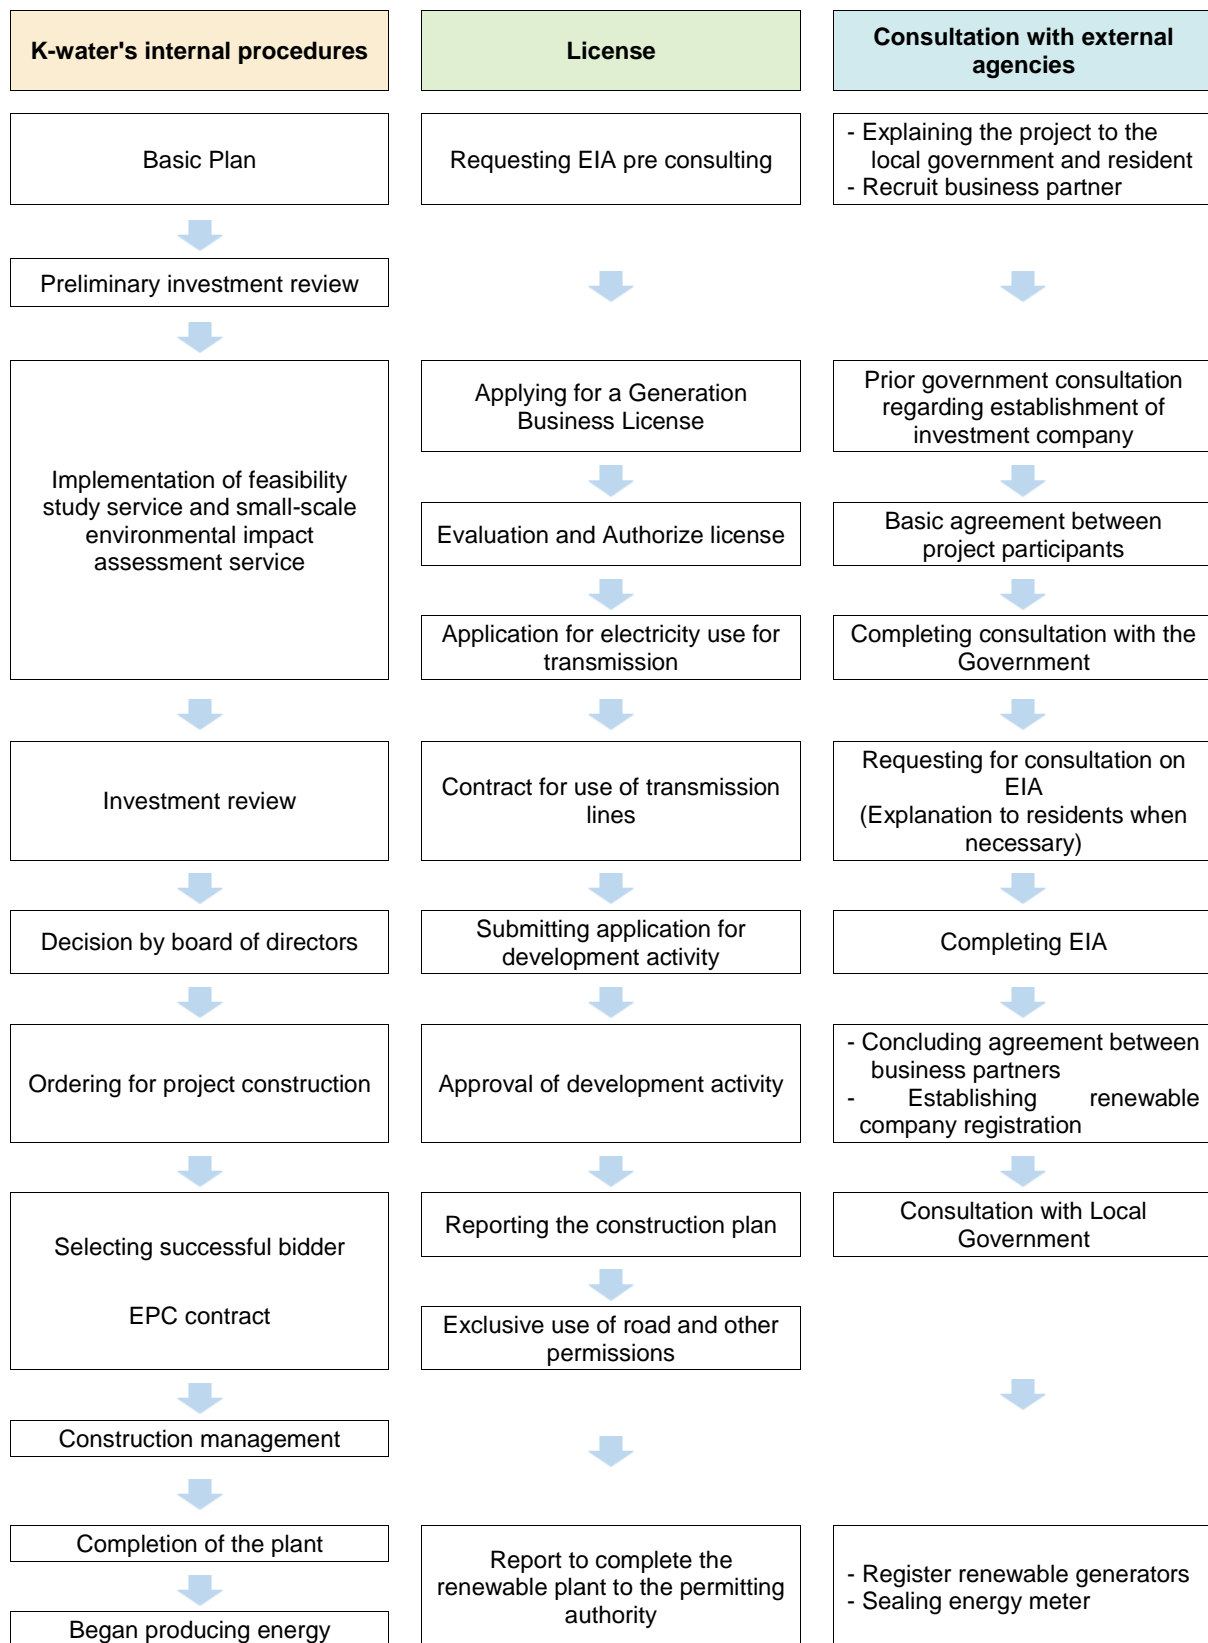 K-water's internal procedures
License
Consultation with external
agencies
Basic Plan
Requesting EIA pre consulting
- Explaining the project to the
local government and resident
- Recruit business partner
Preliminary investment review
Implementation of feasibility
study service and small-scale
environmental impact
assessment service
Applying for a Generation
Business License
Prior government consultation
regarding establishment of
investment company
Evaluation and Authorize license
Basic agreement between
project participants
Application for electricity use for
transmission
Completing consultation with the
Government
Investment review
Contract for use of transmission
lines
Requesting for consultation on
EIA
(Explanation to residents when
necessary)
Decision by board of directors
Submitting application for
development activity
Completing EIA
Ordering for project construction
Approval of development activity
- Concluding agreement between
business partners
- Establishing renewable
company registration
Selecting successful bidder
EPC contract
Reporting the construction plan
Consultation with Local
Government
Exclusive use of road and other
permissions
Construction management
Completion of the plant
Began producing energy
Report to complete the
renewable plant to the permitting
authority
- Register renewable generators
- Sealing energy meter